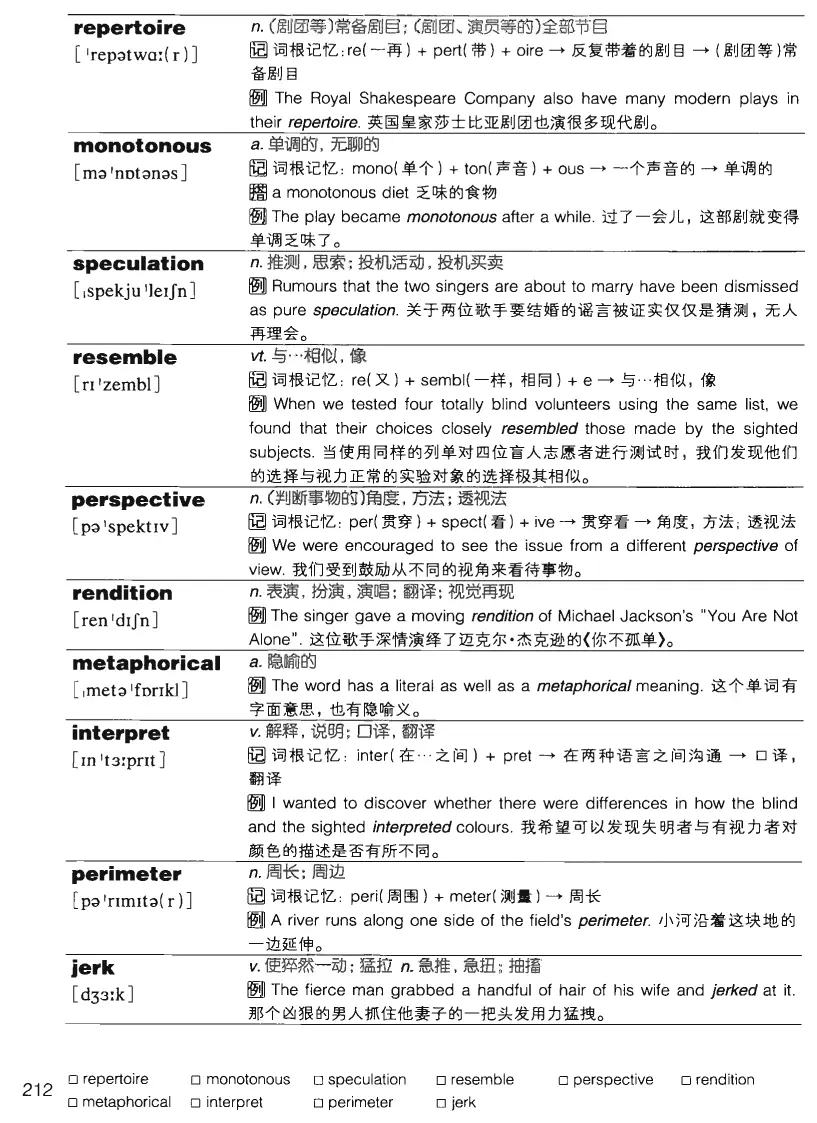 repertoire n. (剧团等)常备剧目; (剧团、演员等的)全部节目
[ˈrepətwɑː(r)] 记 词根记忆:re(一再) + pert(带) + oire → 反复带着的剧目 → (剧团等)常
备剧目
例 The Royal Shakespeare Company also have many modern plays in
their repertoire. 英国皇家莎士比亚剧团也演很多现代剧。
monotonous a. 单调的, 无聊的
[məˈnɒtənəs] 记 词根记忆: mono(单个) + ton(声音) + ous → 一个声音的 → 单调的
搭 a monotonous diet 乏味的食物
例 The play became monotonous after a while. 过了一会儿, 这部剧就变得
单调乏味了。
speculation n. 推测, 思索; 投机活动, 投机买卖
[ˌspekjuˈleɪʃn] 例 Rumours that the two singers are about to marry have been dismissed
as pure speculation. 关于两位歌手要结婚的谣言被证实仅仅是猜测, 无人
再理会。
resemble vt. 与…相似, 像
[rɪˈzembl] 记 词根记忆: re(又) + sembl(一样, 相同) + e → 与…相似, 像
例 When we tested four totally blind volunteers using the same list, we
found that their choices closely resembled those made by the sighted
subjects. 当使用同样的列单对四位盲人志愿者进行测试时, 我们发现他们
的选择与视力正常的实验对象的选择极其相似。
perspective n. (判断事物的)角度, 方法; 透视法
[pəˈspektɪv] 记 词根记忆: per(贯穿) + spect(看) + ive → 贯穿看 → 角度, 方法; 透视法
例 We were encouraged to see the issue from a different perspective of
view. 我们受到鼓励从不同的视角来看待事物。
rendition n. 表演, 扮演, 演唱; 翻译; 视觉再现
[renˈdɪʃn] 例 The singer gave a moving rendition of Michael Jackson's "You Are Not
Alone". 这位歌手深情演绎了迈克尔·杰克逊的《你不孤单》。
metaphorical a. 隐喻的
[ˌmetəˈfɒrɪkl] 例 The word has a literal as well as a metaphorical meaning. 这个单词有
字面意思, 也有隐喻义。
interpret v. 解释, 说明; 口译, 翻译
[ɪnˈtɜːprɪt] 记 词根记忆: inter(在…之间) + pret → 在两种语言之间沟通 → 口译,
翻译
例 I wanted to discover whether there were differences in how the blind
and the sighted interpreted colours. 我希望可以发现失明者与有视力者对
颜色的描述是否有所不同。
perimeter n. 周长; 周边
[pəˈrɪmɪtə(r)] 记 词根记忆: peri(周围) + meter(测量) → 周长
例 A river runs along one side of the field's perimeter. 小河沿着这块地的
一边延伸。
jerk v. 使猝然一动; 猛拉 n. 急推, 急扭; 抽搐
[dʒɜːk] 例 The fierce man grabbed a handful of hair of his wife and jerked at it.
那个凶狠的男人抓住他妻子的一把头发用力猛拽。
212 □ repertoire □ monotonous □ speculation □ resemble □ perspective □ rendition
□ metaphorical □ interpret □ perimeter □ jerk